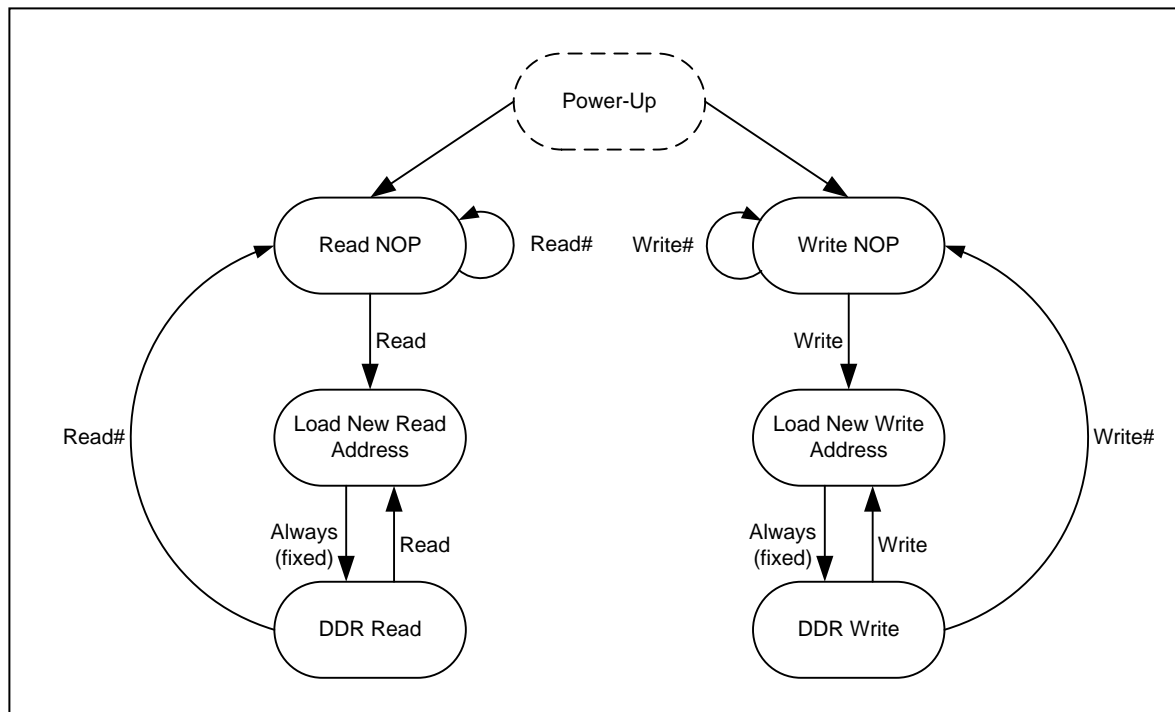 Power-Up
Read NOP
Read#
Write#
Write NOP
Read
Write
Load New Read
Address
Load New Write
Address
Read#
Write#
Always
(fixed)
Read
Always
(fixed)
Write
DDR Read
DDR Write